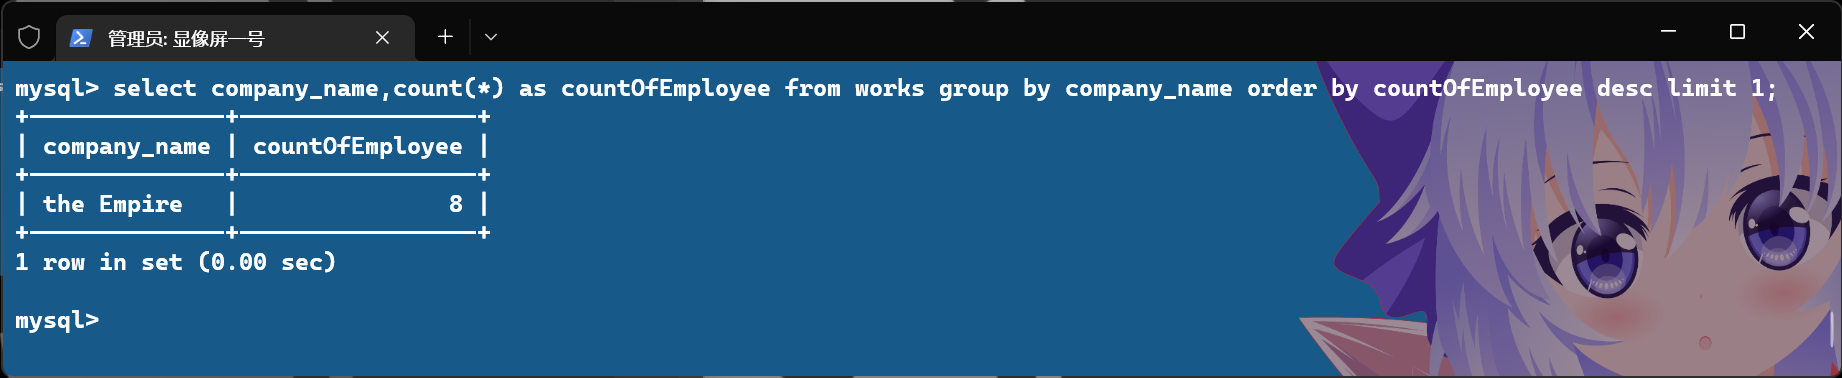 管理员: 显像屏一号
mysql> select company_name,count(*) as countOfEmployee from works group by company_name order by countOfEmployee desc limit 1;
+--------------+-----------------+
| company_name | countOfEmployee |
+--------------+-----------------+
| the Empire   |               8 |
+--------------+-----------------+
1 row in set (0.00 sec)
mysql>